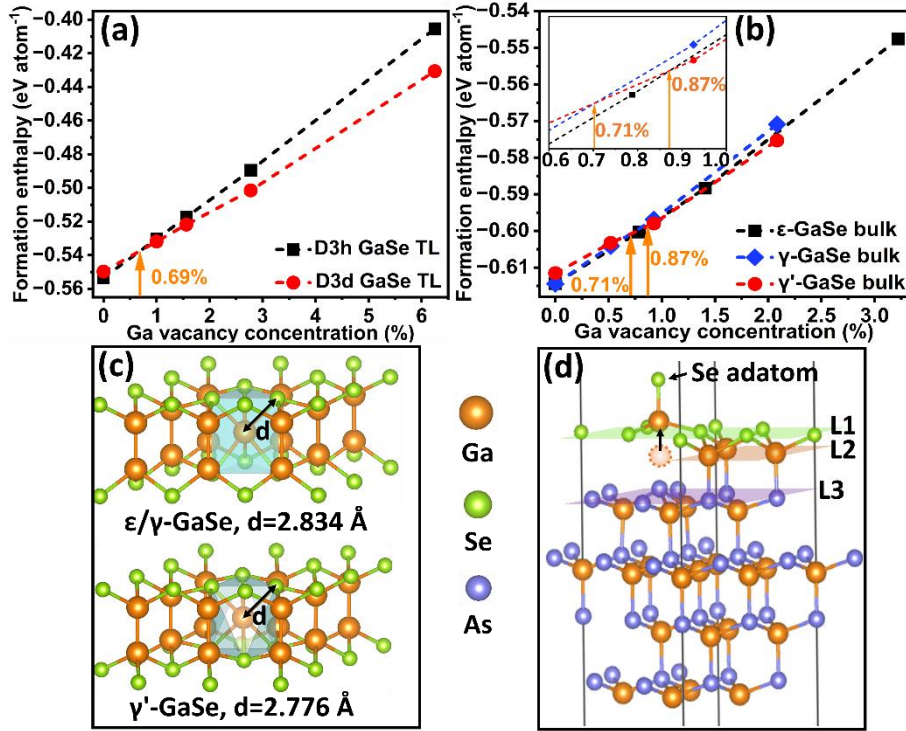 (a)
Formation enthalpy (eV atom⁻¹)
−0.40
−0.42
−0.44
−0.46
−0.48
−0.50
−0.52
−0.54
−0.56
0.69%
D3h GaSe TL
D3d GaSe TL
0 1 2 3 4 5 6
Ga vacancy concentration (%)
(b)
Formation enthalpy (eV atom⁻¹)
−0.54
−0.55
−0.56
−0.57
−0.58
−0.59
−0.60
−0.61
0.87%
0.71%
0.6 0.7 0.8 0.9 1.0
0.71%
0.87%
ε-GaSe bulk
γ-GaSe bulk
γ'-GaSe bulk
0.0 0.5 1.0 1.5 2.0 2.5 3.0
Ga vacancy concentration (%)
(c)
d
ε/γ-GaSe, d=2.834 Å
d
γ'-GaSe, d=2.776 Å
Ga
Se
As
(d)
Se adatom
L1
L2
L3